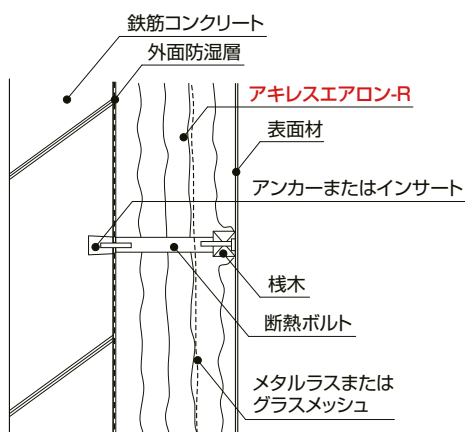 鉄筋コンクリート
外面防湿層
アキレスエアロン-R
表面材
アンカーまたはインサート
桟木
断熱ボルト
メタルラスまたは
グラスメッシュ